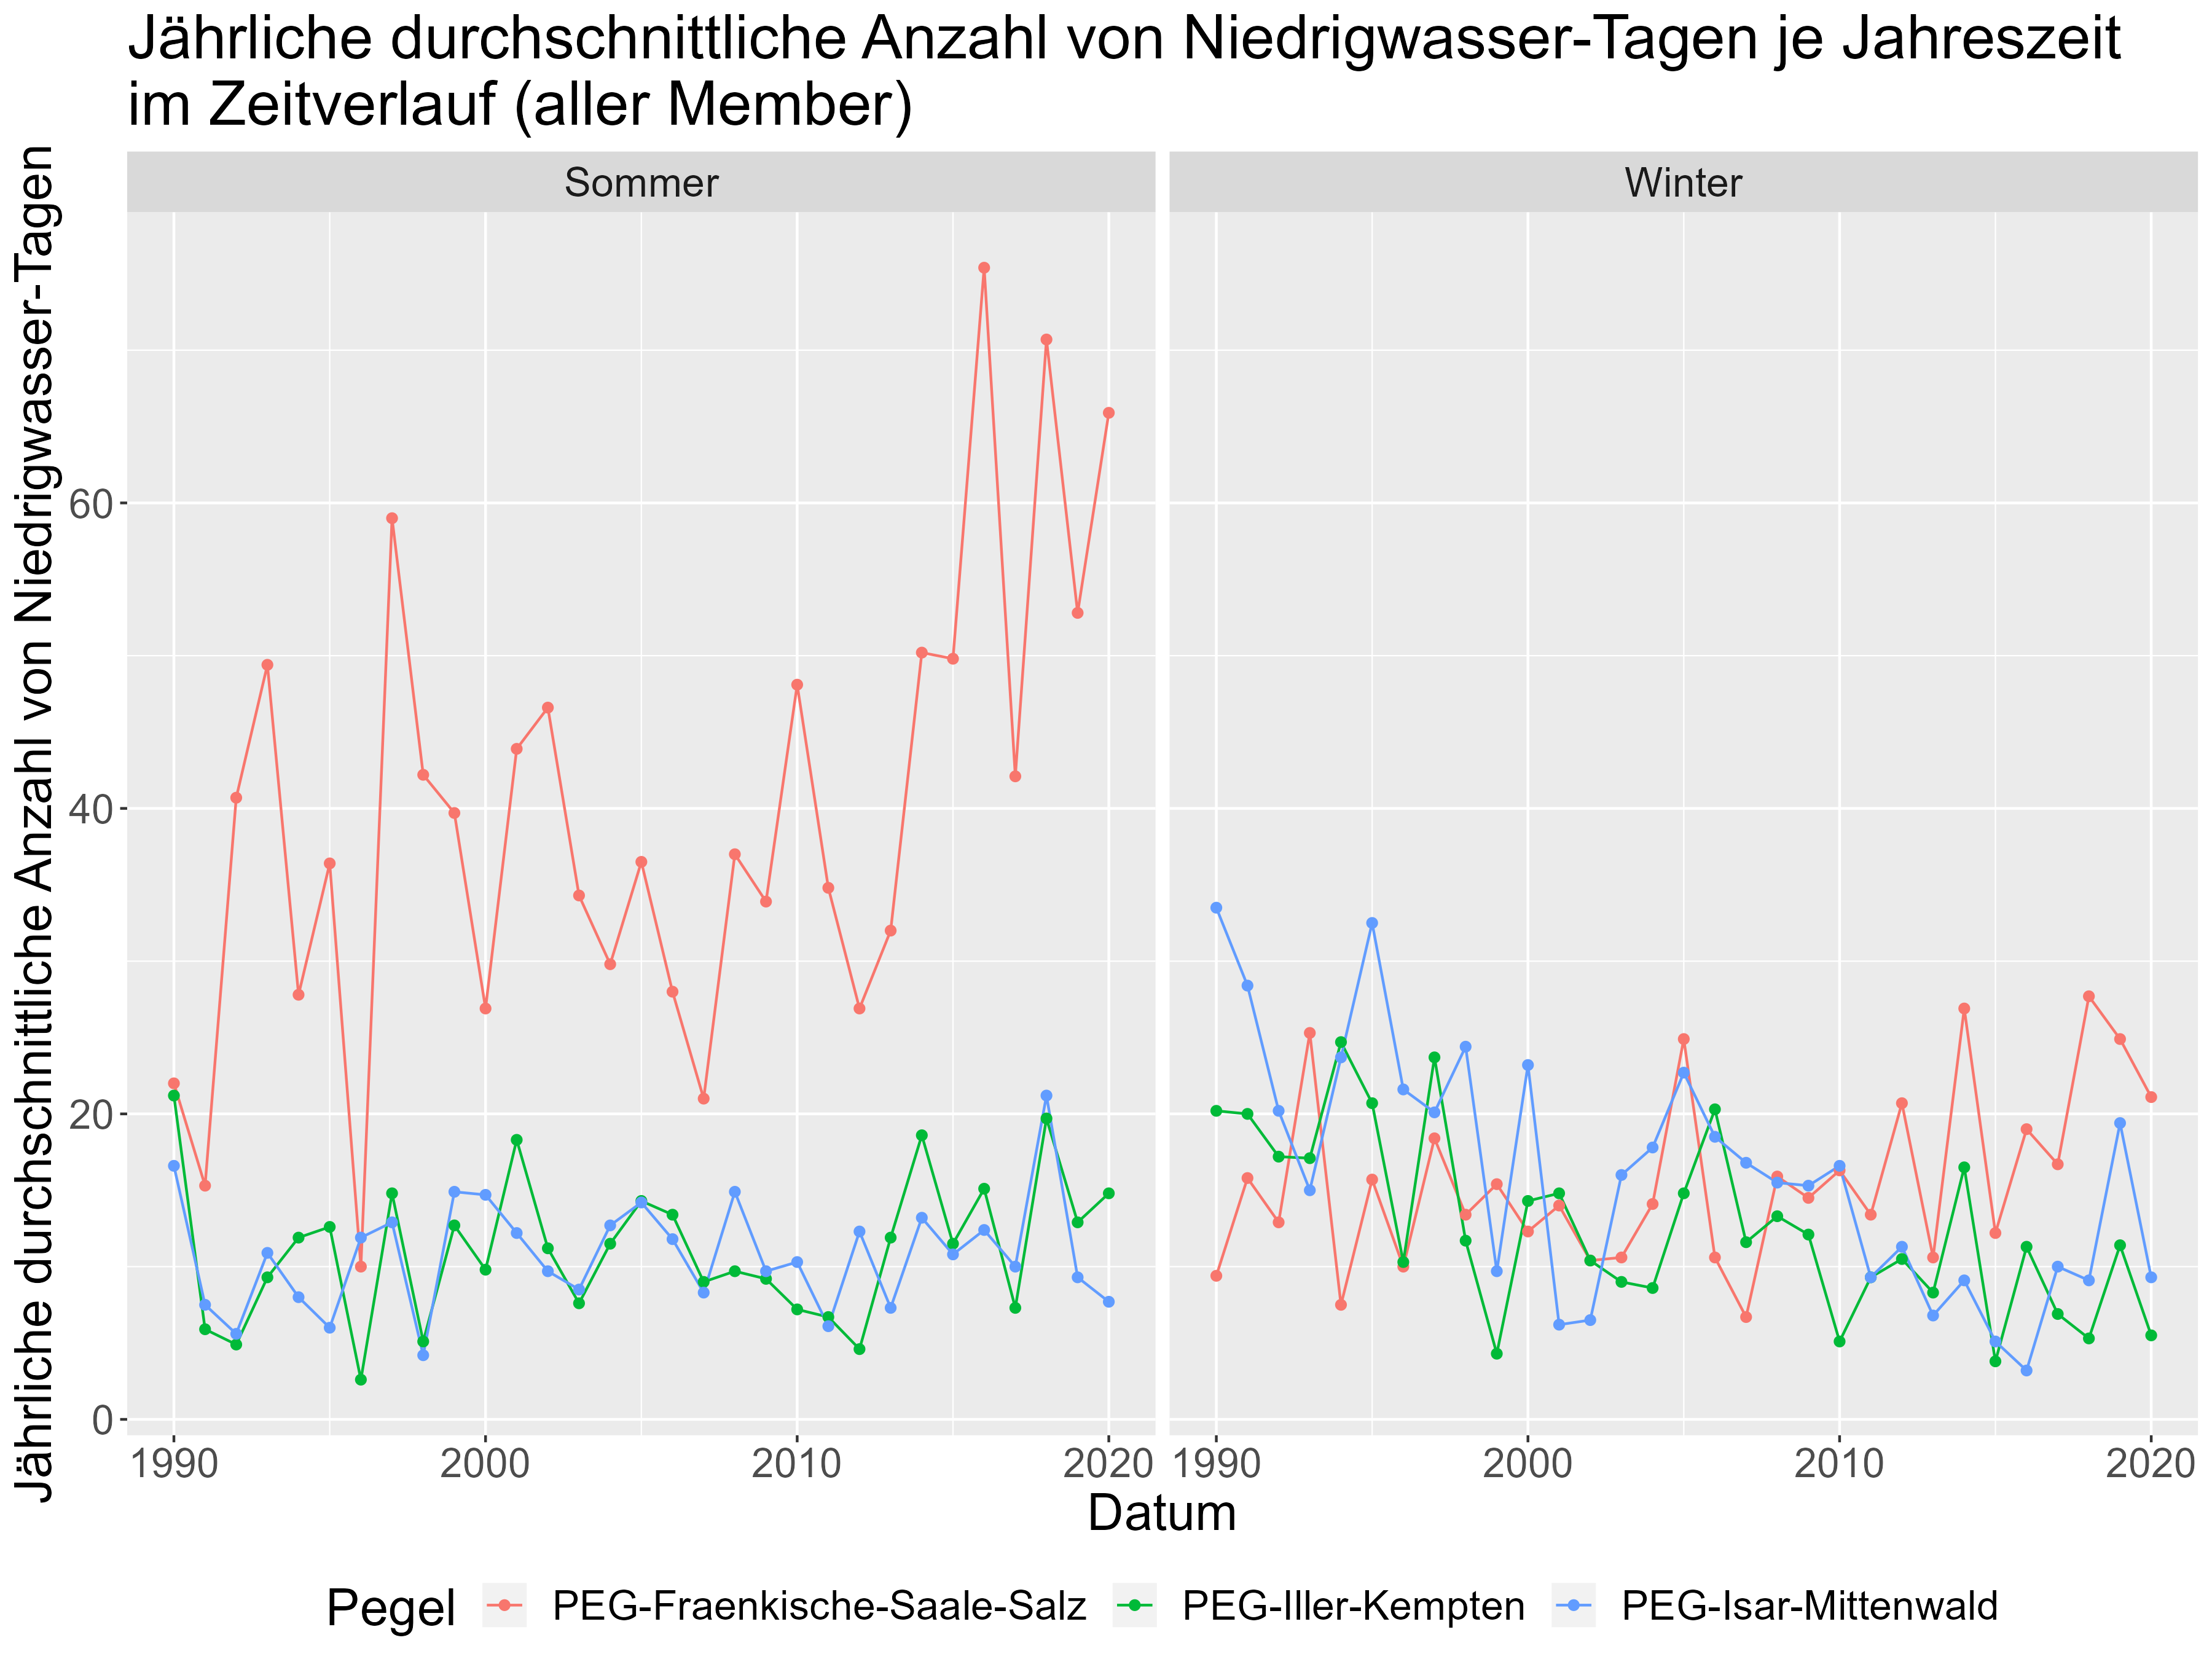 Jährliche durchschnittliche Anzahl von Niedrigwasser-Tagen je Jahreszeit
im Zeitverlauf (aller Member)
Jährliche durchschnittliche Anzahl von Niedrigwasser-Tagen
Sommer
Winter
60
40
20
0
1990 2000 2010 2020
1990 2000 2010 2020
Datum
Pegel PEG-Fraenkische-Saale-Salz PEG-Iller-Kempten PEG-Isar-Mittenwald